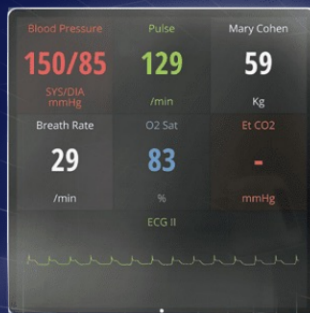 Blood Pressure
150/85
SYS/DIA
mmHg
Pulse
129
/min
Mary Cohen
59
Kg
Breath Rate
29
/min
O2 Sat
83
%
Et CO2
-
mmHg
ECG II